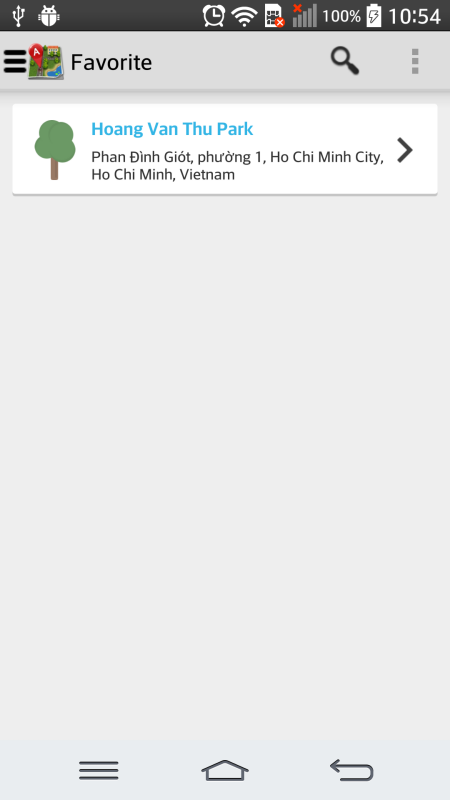 100% 10:54
Favorite
Hoang Van Thu Park
Phan Đình Giót, phường 1, Ho Chi Minh City,
Ho Chi Minh, Vietnam